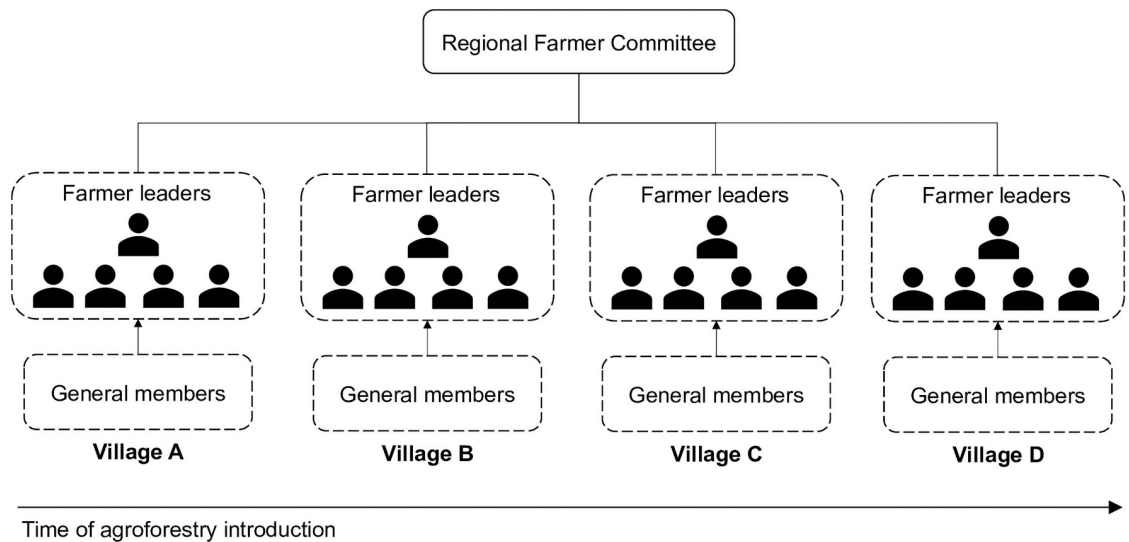 Regional Farmer Committee
Farmer leaders
Farmer leaders
Farmer leaders
Farmer leaders
General members
General members
General members
General members
Village A
Village B
Village C
Village D
Time of agroforestry introduction